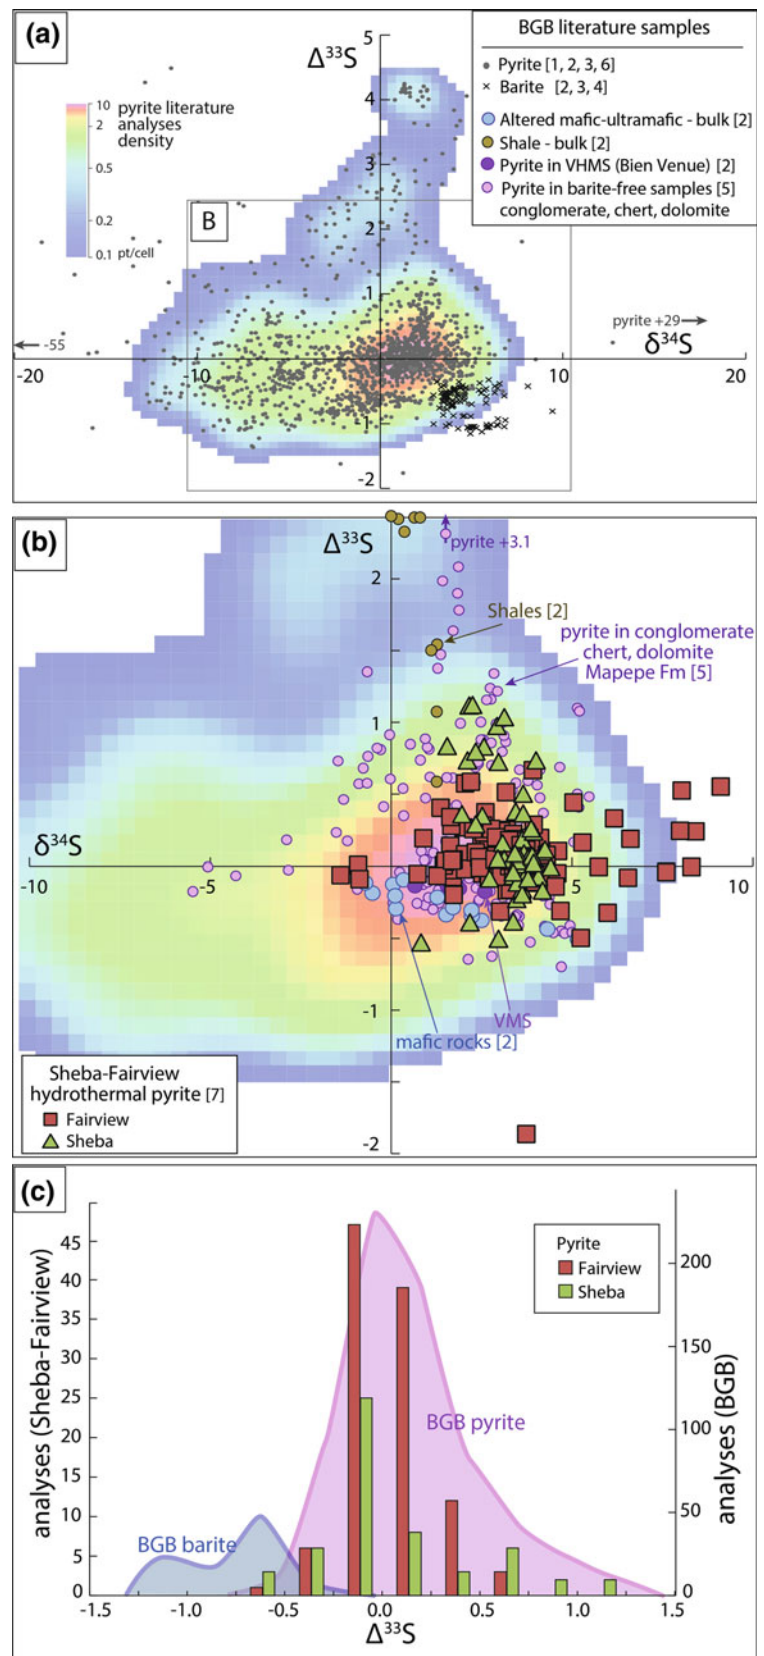 (a)
Δ33S
5
4
3
2
1
-1
-2
-20
-10
10
20
δ34S
B
-55
pyrite +29
10
2
0.5
0.2
0.1 pt/cell
pyrite literature
analyses
density
BGB literature samples
Pyrite [1, 2, 3, 6]
Barite [2, 3, 4]
Altered mafic-ultramafic - bulk [2]
Shale - bulk [2]
Pyrite in VHMS (Bien Venue) [2]
Pyrite in barite-free samples [5]
conglomerate, chert, dolomite
(b)
Δ33S
pyrite +3.1
2
Shales [2]
pyrite in conglomerate
chert, dolomite
Mapepe Fm [5]
1
δ34S
-10
-5
5
10
-1
VMS
mafic rocks [2]
-2
Sheba-Fairview
hydrothermal pyrite [7]
Fairview
Sheba
(c)
analyses (Sheba-Fairview)
45
40
35
30
25
20
15
10
5
0
200
150
100
50
0
analyses (BGB)
Pyrite
Fairview
Sheba
BGB pyrite
BGB barite
-1.5
-1.0
-0.5
0.0
0.5
1.0
1.5
Δ33S